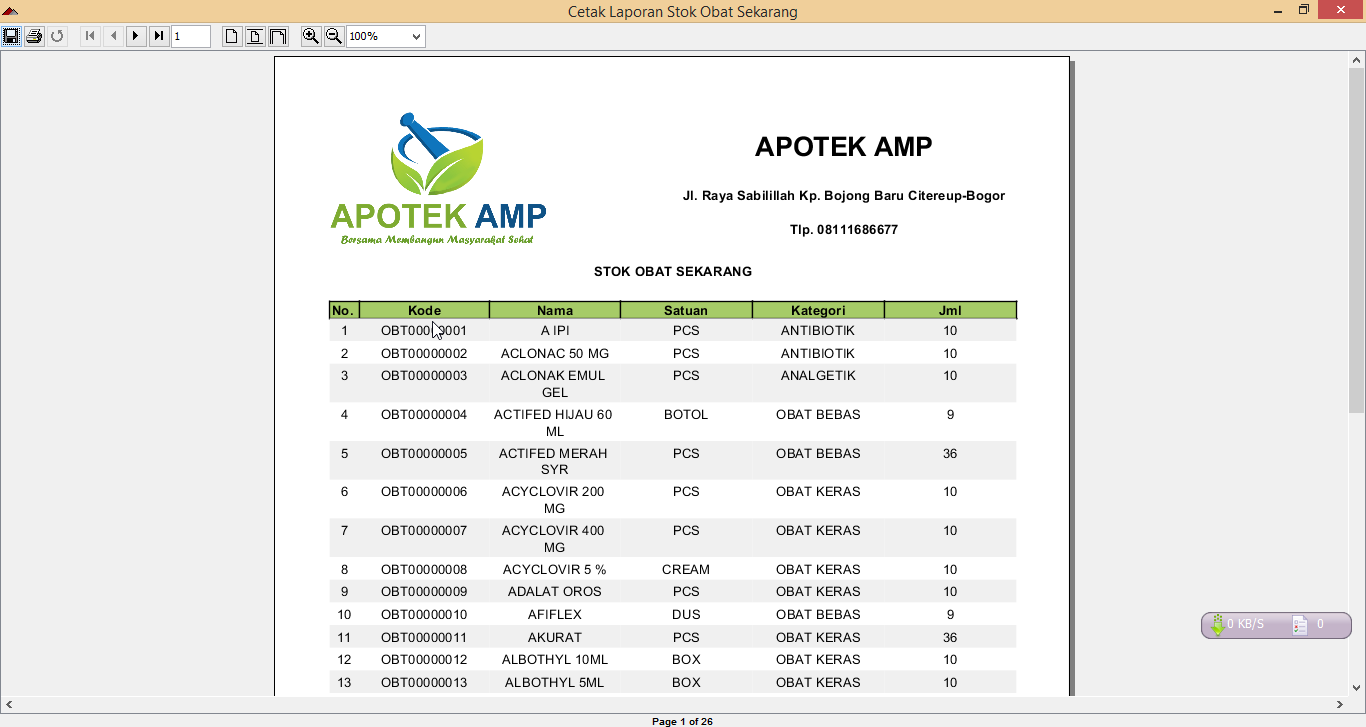 Cetak Laporan Stok Obat Sekarang
1
100%
APOTEK AMP
Bersama Membangun Masyarakat Sehat
APOTEK AMP
Jl. Raya Sabilillah Kp. Bojong Baru Citereup-Bogor
Tlp. 08111686677
STOK OBAT SEKARANG
No. Kode Nama Satuan Kategori Jml
1 OBT00000001 A IPI PCS ANTIBIOTIK 10
2 OBT00000002 ACLONAC 50 MG PCS ANTIBIOTIK 10
3 OBT00000003 ACLONAK EMUL PCS ANALGETIK 10
GEL
4 OBT00000004 ACTIFED HIJAU 60 BOTOL OBAT BEBAS 9
ML
5 OBT00000005 ACTIFED MERAH PCS OBAT BEBAS 36
SYR
6 OBT00000006 ACYCLOVIR 200 PCS OBAT KERAS 10
MG
7 OBT00000007 ACYCLOVIR 400 PCS OBAT KERAS 10
MG
8 OBT00000008 ACYCLOVIR 5 % CREAM OBAT KERAS 10
9 OBT00000009 ADALAT OROS PCS OBAT KERAS 10
10 OBT00000010 AFIFLEX DUS OBAT BEBAS 9
11 OBT00000011 AKURAT PCS OBAT KERAS 36
12 OBT00000012 ALBOTHYL 10ML BOX OBAT KERAS 10
13 OBT00000013 ALBOTHYL 5ML BOX OBAT KERAS 10
0 KB/S 0
Page 1 of 26